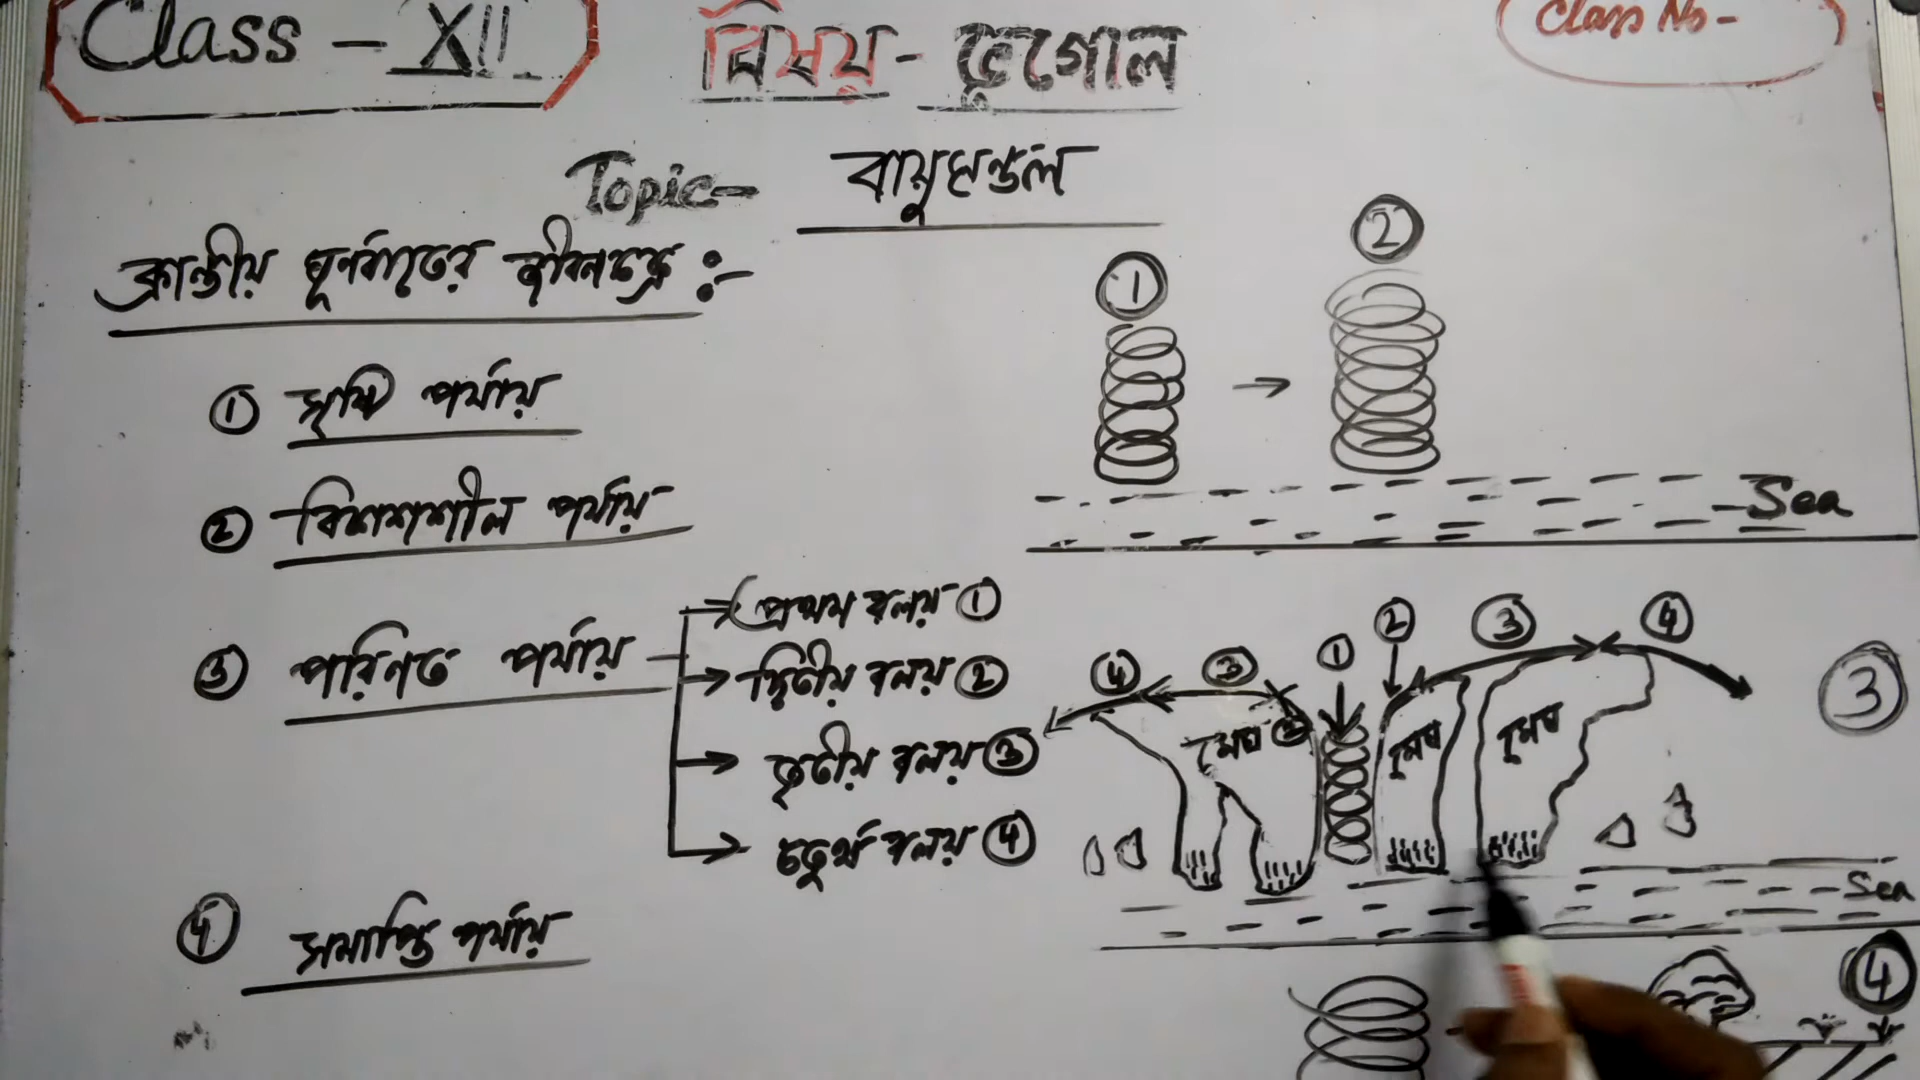 Class - XII
বিষয় - ভূগোল
Class No -
Topic- বায়ুমণ্ডল
ক্রান্তীয় ঘূর্ণবাতের জীবনচক্র :-
① সৃষ্টি পর্যায়
② বিকাশশীল পর্যায়
③ পরিণত পর্যায়
প্রথম বলয় ①
দ্বিতীয় বলয় ②
তৃতীয় বলয় ③
চতুর্থ বলয় ④
④ সমাপ্তি পর্যায়
① ②
Sea
④ ③ ① ② ③ ④
③
মেঘ ② মেঘ মেঘ
Sea
④